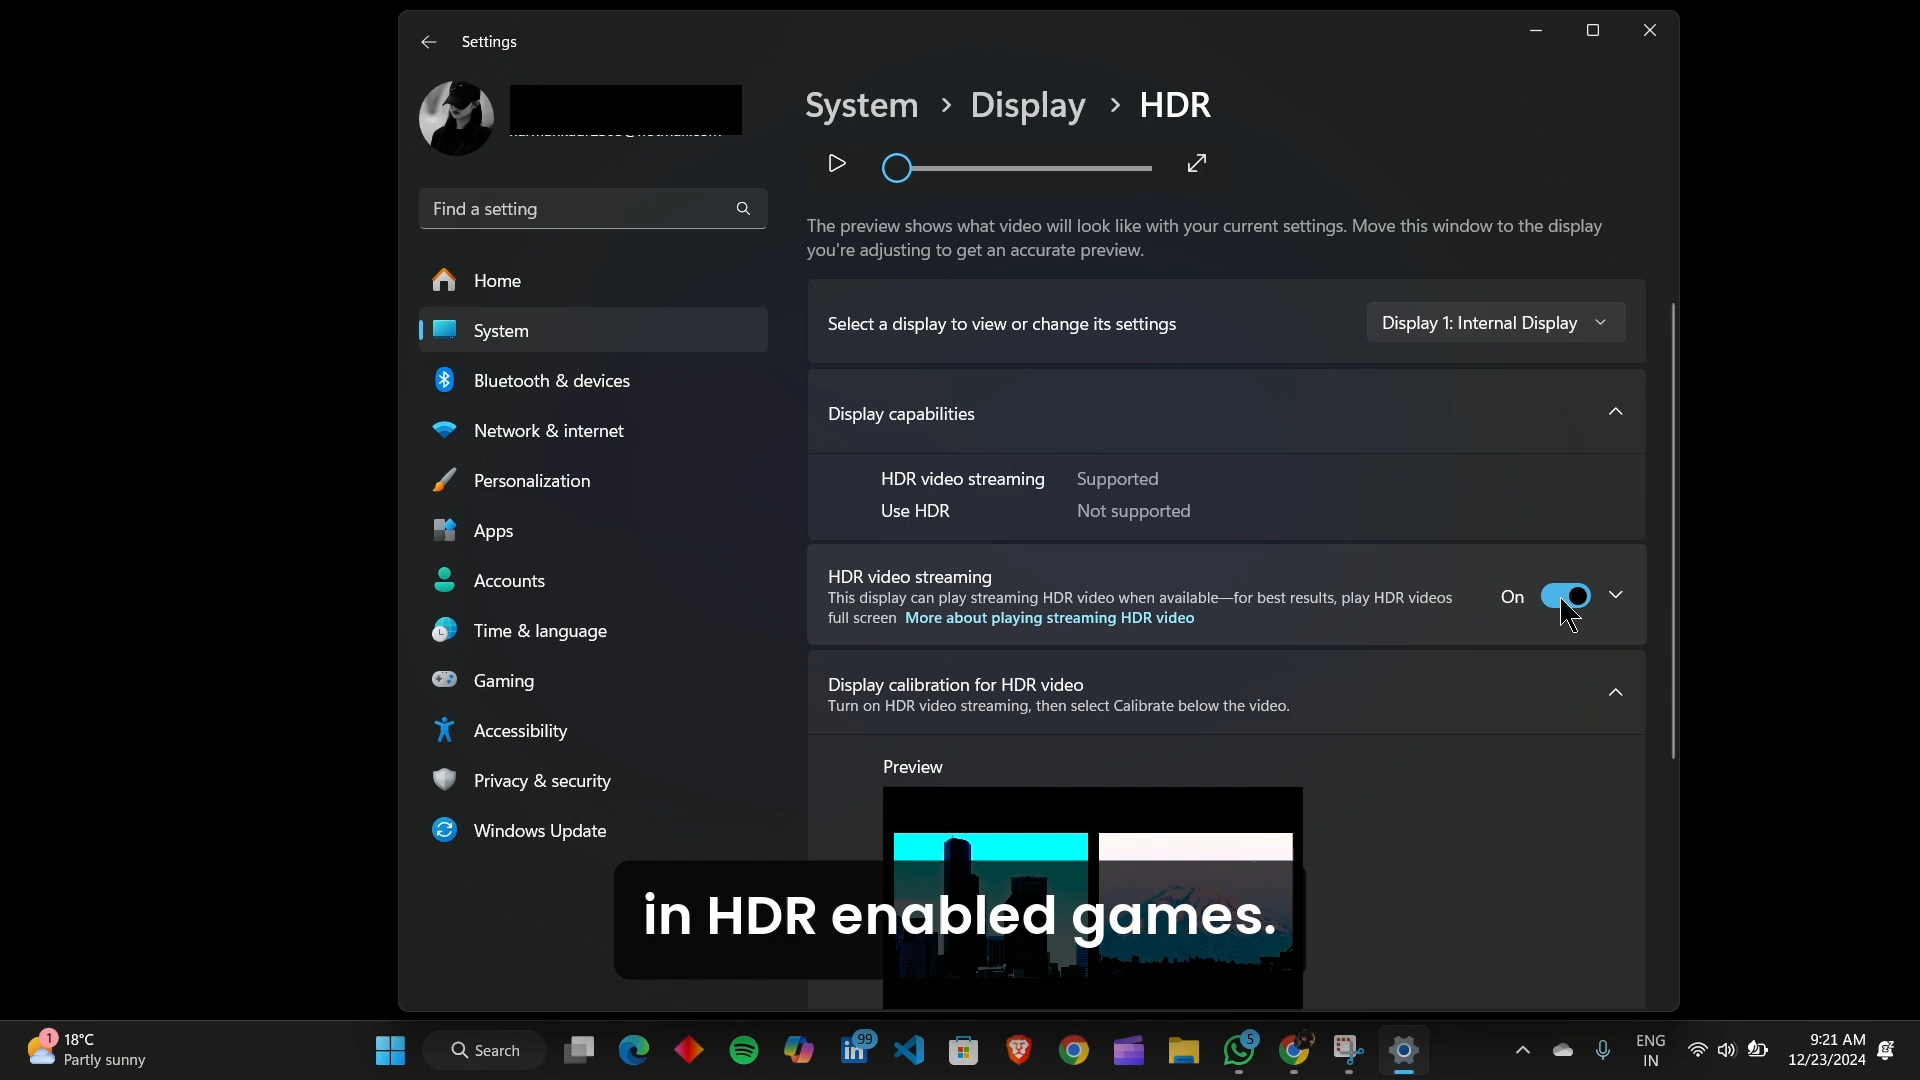 Settings
System > Display > HDR
Find a setting
The preview shows what video will look like with your current settings. Move this window to the display
you're adjusting to get an accurate preview.
Home
System
Bluetooth & devices
Network & internet
Personalization
Apps
Accounts
Time & language
Gaming
Accessibility
Privacy & security
Windows Update
Select a display to view or change its settings
Display 1: Internal Display
Display capabilities
HDR video streaming Supported
Use HDR Not supported
HDR video streaming
This display can play streaming HDR video when available—for best results, play HDR videos
full screen More about playing streaming HDR video
On
Display calibration for HDR video
Turn on HDR video streaming, then select Calibrate below the video.
Preview
in HDR enabled games.
1
18°C
Partly sunny
Search
99
5
ENG
IN
9:21 AM
12/23/2024